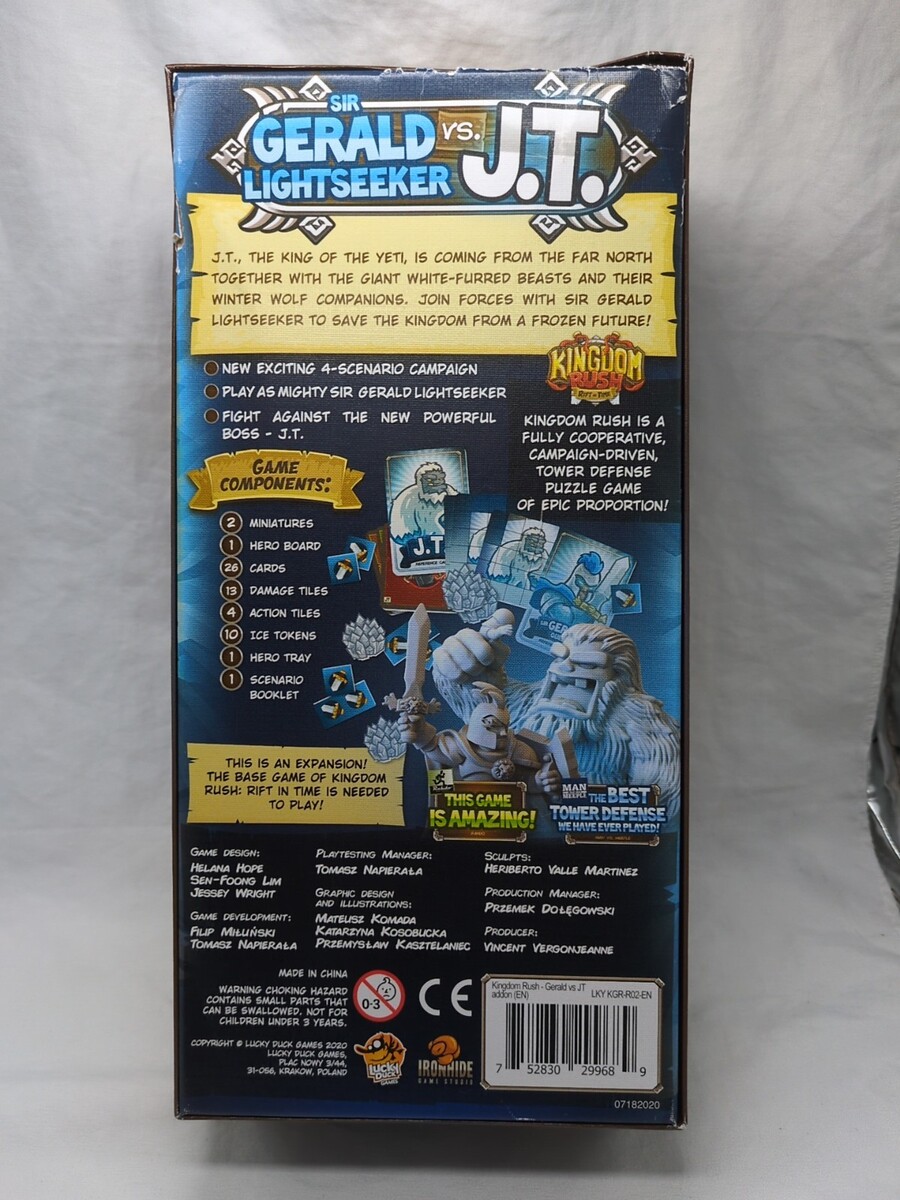 SIR
GERALD VS. J.T.
LIGHTSEEKER
J.T., THE KING OF THE YETI, IS COMING FROM THE FAR NORTH
TOGETHER WITH THE GIANT WHITE-FURRED BEASTS AND THEIR
WINTER WOLF COMPANIONS. JOIN FORCES WITH SIR GERALD
LIGHTSEEKER TO SAVE THE KINGDOM FROM A FROZEN FUTURE!
NEW EXCITING 4-SCENARIO CAMPAIGN
PLAY AS MIGHTY SIR GERALD LIGHTSEEKER
FIGHT AGAINST THE NEW POWERFUL
BOSS - J.T.
KINGDOM
RUSH
RIFT IN TIME
KINGDOM RUSH IS A
FULLY COOPERATIVE,
CAMPAIGN-DRIVEN,
TOWER DEFENSE
PUZZLE GAME
OF EPIC PROPORTION!
GAME
COMPONENTS:
2 MINIATURES
1 HERO BOARD
26 CARDS
13 DAMAGE TILES
4 ACTION TILES
10 ICE TOKENS
1 HERO TRAY
1 SCENARIO
BOOKLET
J.T.
SIR GER
THIS IS AN EXPANSION!
THE BASE GAME OF KINGDOM
RUSH: RIFT IN TIME IS NEEDED
TO PLAY!
THIS GAME
IS AMAZING!
MAN
VS
MEEPLE
THE BEST
TOWER DEFENSE
WE HAVE EVER PLAYED!
GAME DESIGN:
HELANA HOPE
SEN-FOONG LIM
JESSEY WRIGHT
GAME DEVELOPMENT:
FILIP MIŁUŃSKI
TOMASZ NAPIERAŁA
PLAYTESTING MANAGER:
TOMASZ NAPIERAŁA
GRAPHIC DESIGN
AND ILLUSTRATIONS:
MATEUSZ KOMADA
KATARZYNA KOSOBUCKA
PRZEMYSŁAW KASZTELANIEC
SCULPTS:
HERIBERTO VALLE MARTINEZ
PRODUCTION MANAGER:
PRZEMEK DOŁĘGOWSKI
PRODUCER:
VINCENT VERGONJEANNE
MADE IN CHINA
WARNING CHOKING HAZARD
CONTAINS SMALL PARTS THAT
CAN BE SWALLOWED. NOT FOR
CHILDREN UNDER 3 YEARS.
0-3
CE
COPYRIGHT © LUCKY DUCK GAMES 2020
LUCKY DUCK GAMES,
PLAC NOWY 3/44,
31-056, KRAKOW, POLAND
LUCKY
DUCK
GAMES
IRONHIDE
GAME STUDIO
Kingdom Rush - Gerald vs JT
addon (EN) LKY KGR-R02-EN
7 52830 29968 9
07182020